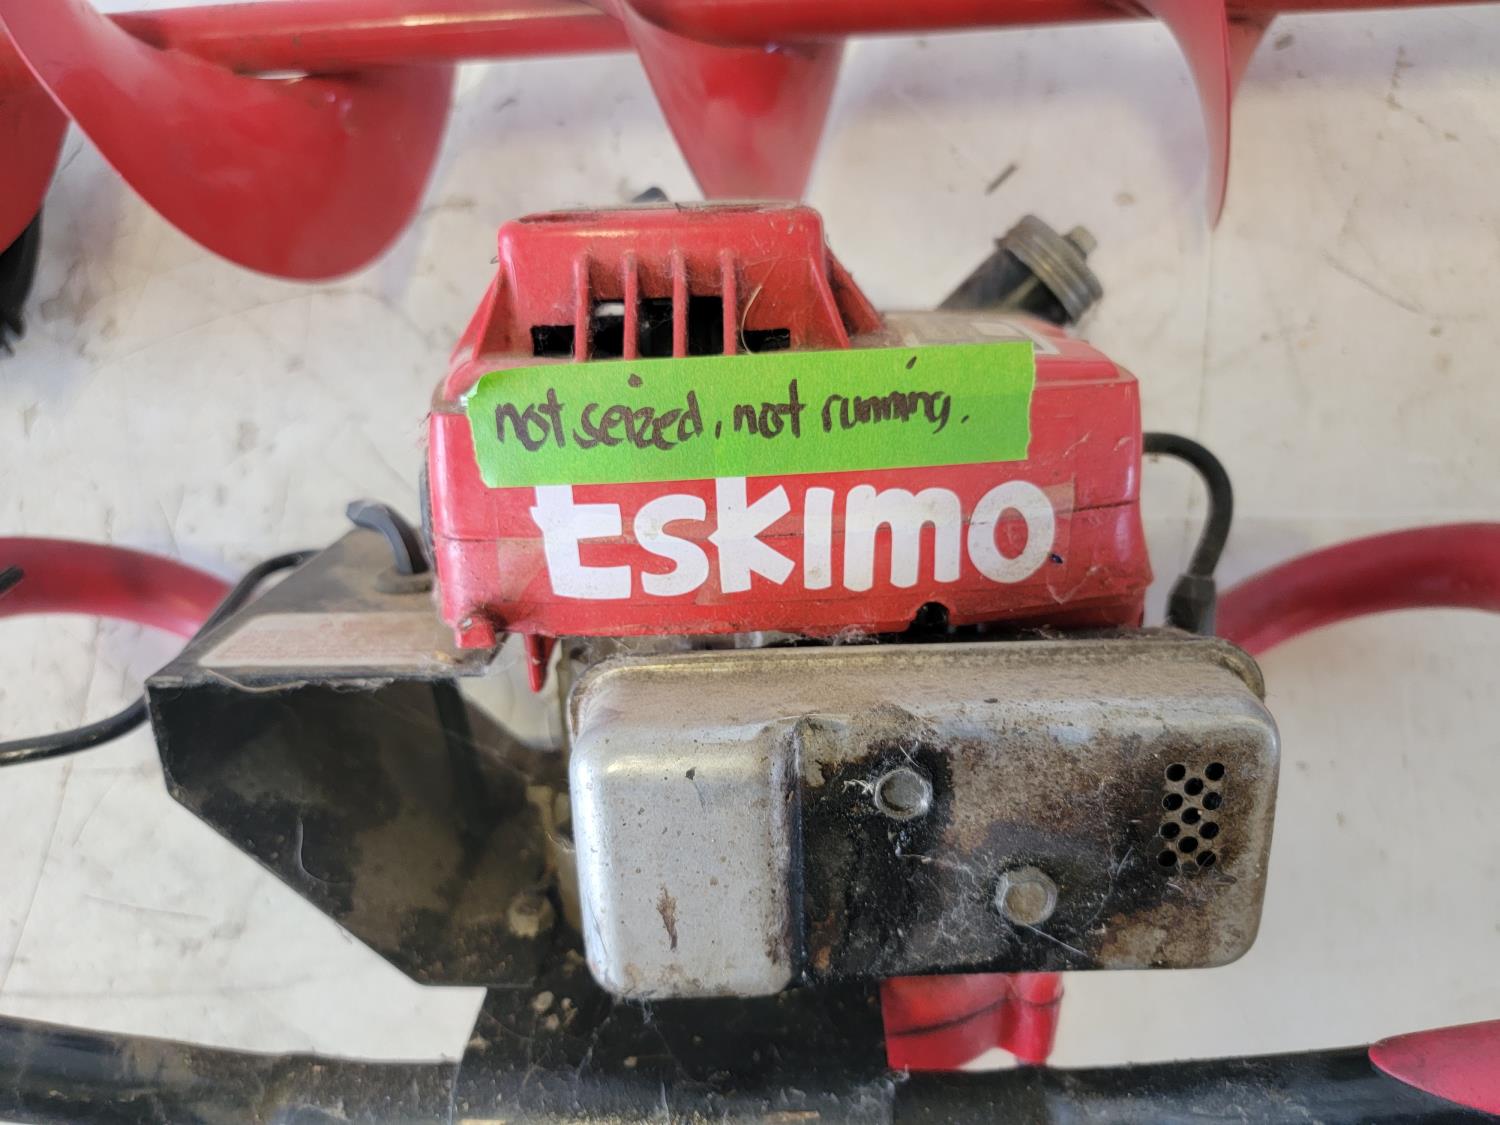 not seized, not running.
Eskimo